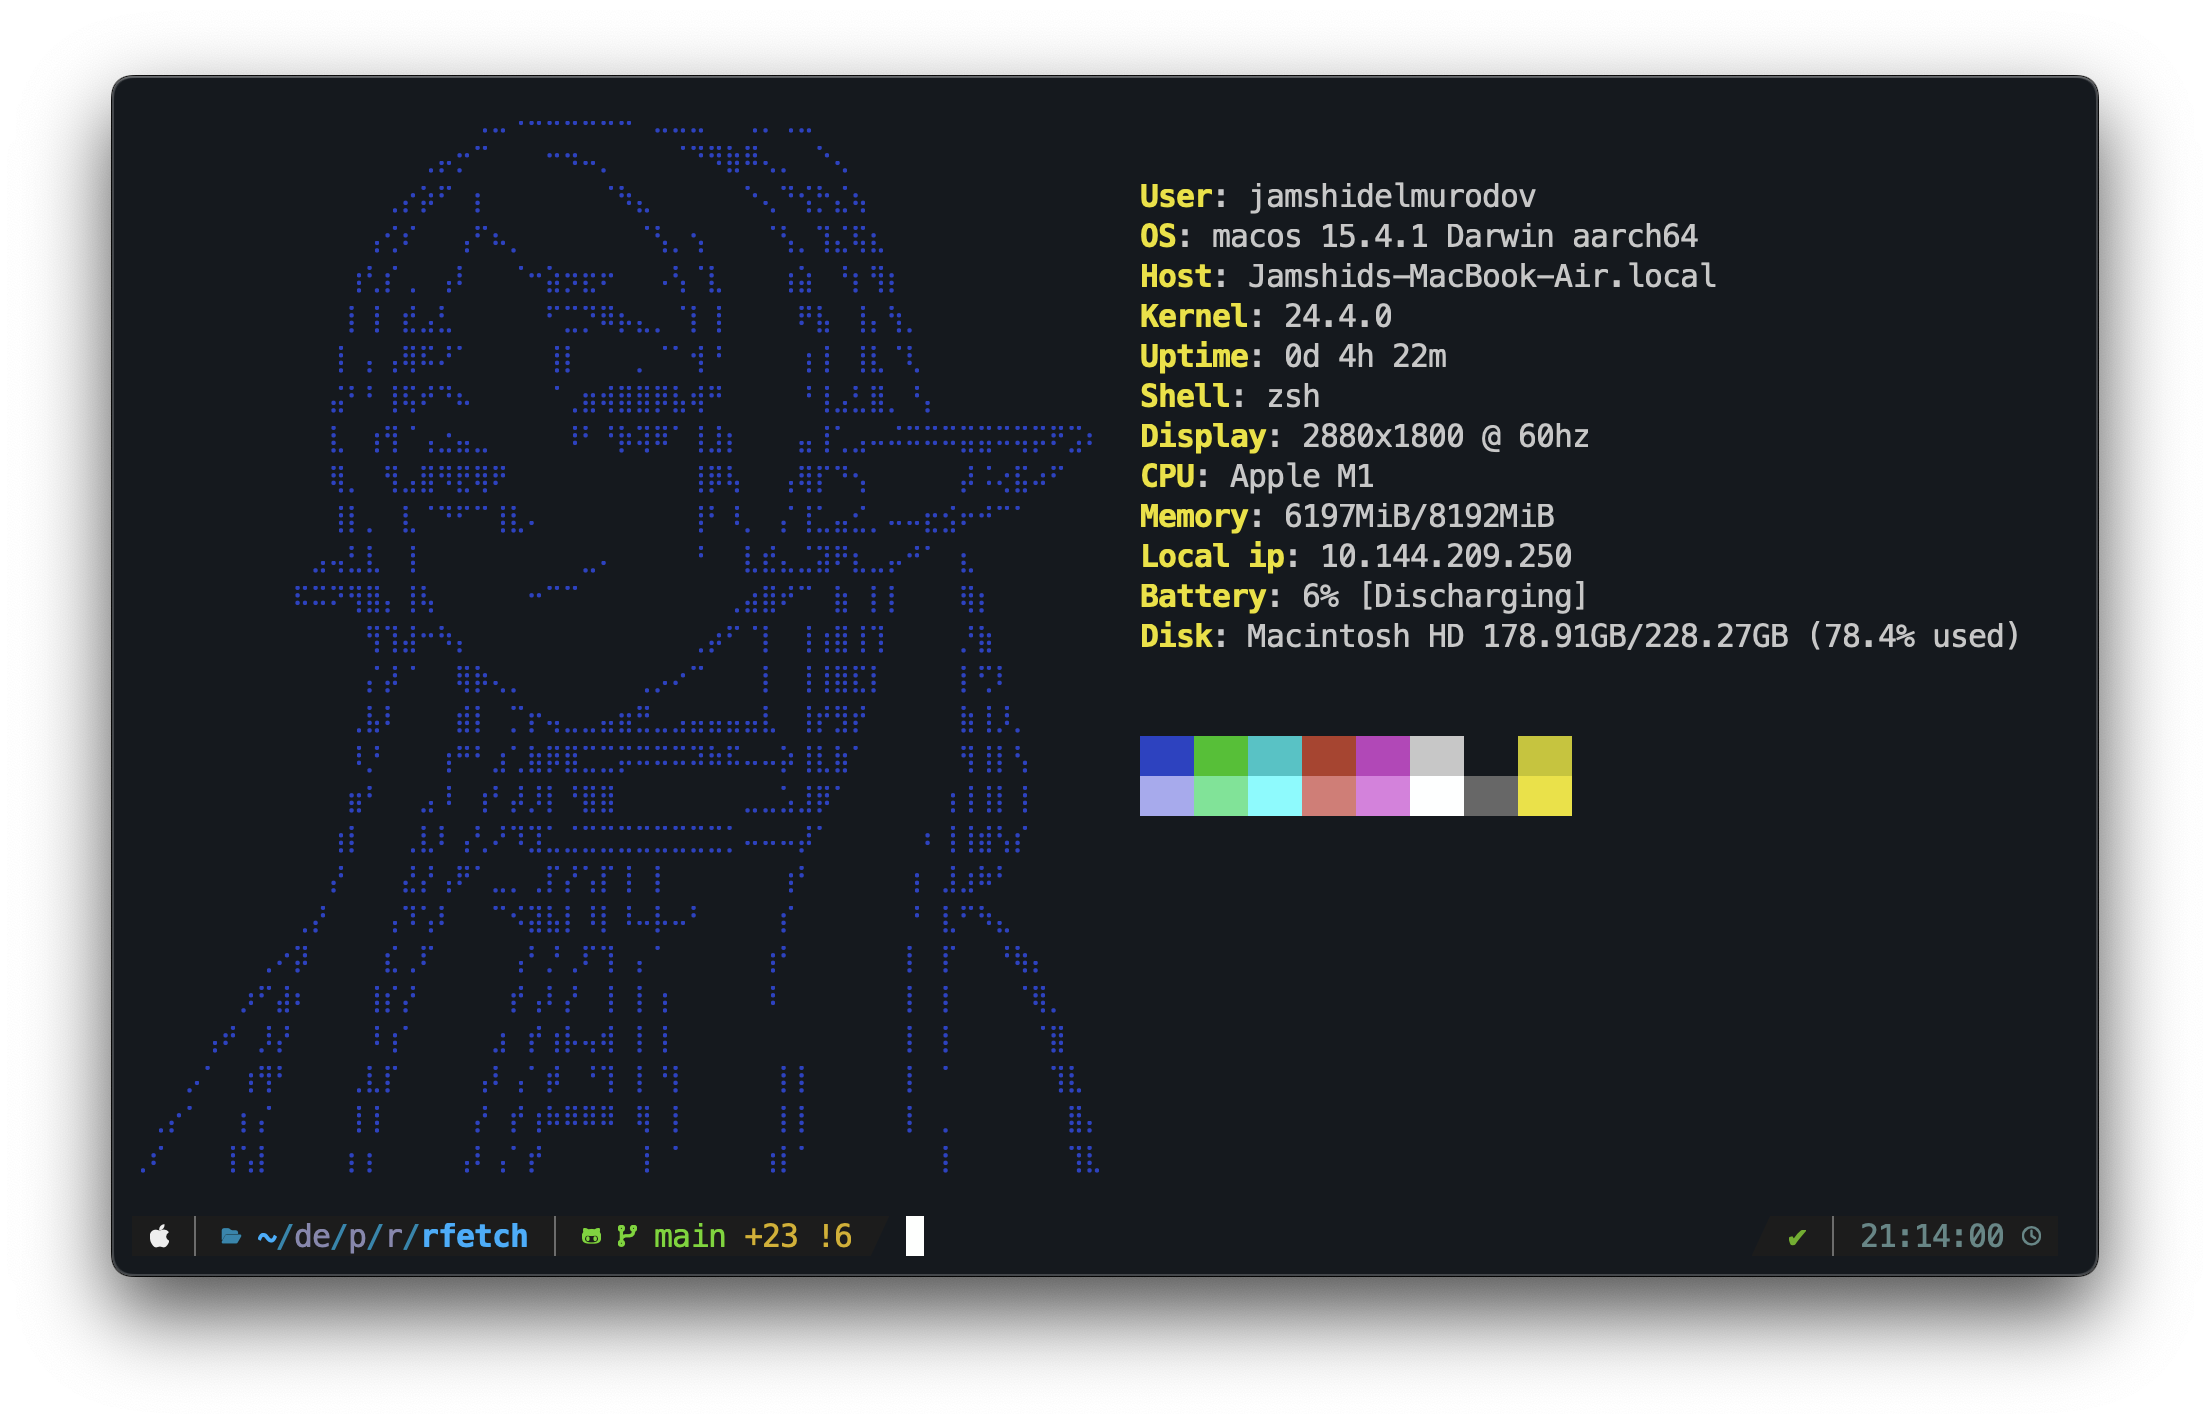 User: jamshidelmurodov
OS: macos 15.4.1 Darwin aarch64
Host: Jamshids-MacBook-Air.local
Kernel: 24.4.0
Uptime: 0d 4h 22m
Shell: zsh
Display: 2880x1800 @ 60hz
CPU: Apple M1
Memory: 6197MiB/8192MiB
Local ip: 10.144.209.250
Battery: 6% [Discharging]
Disk: Macintosh HD 178.91GB/228.27GB (78.4% used)
~/de/p/r/rfetch main +23 !6 ✔ 21:14:00